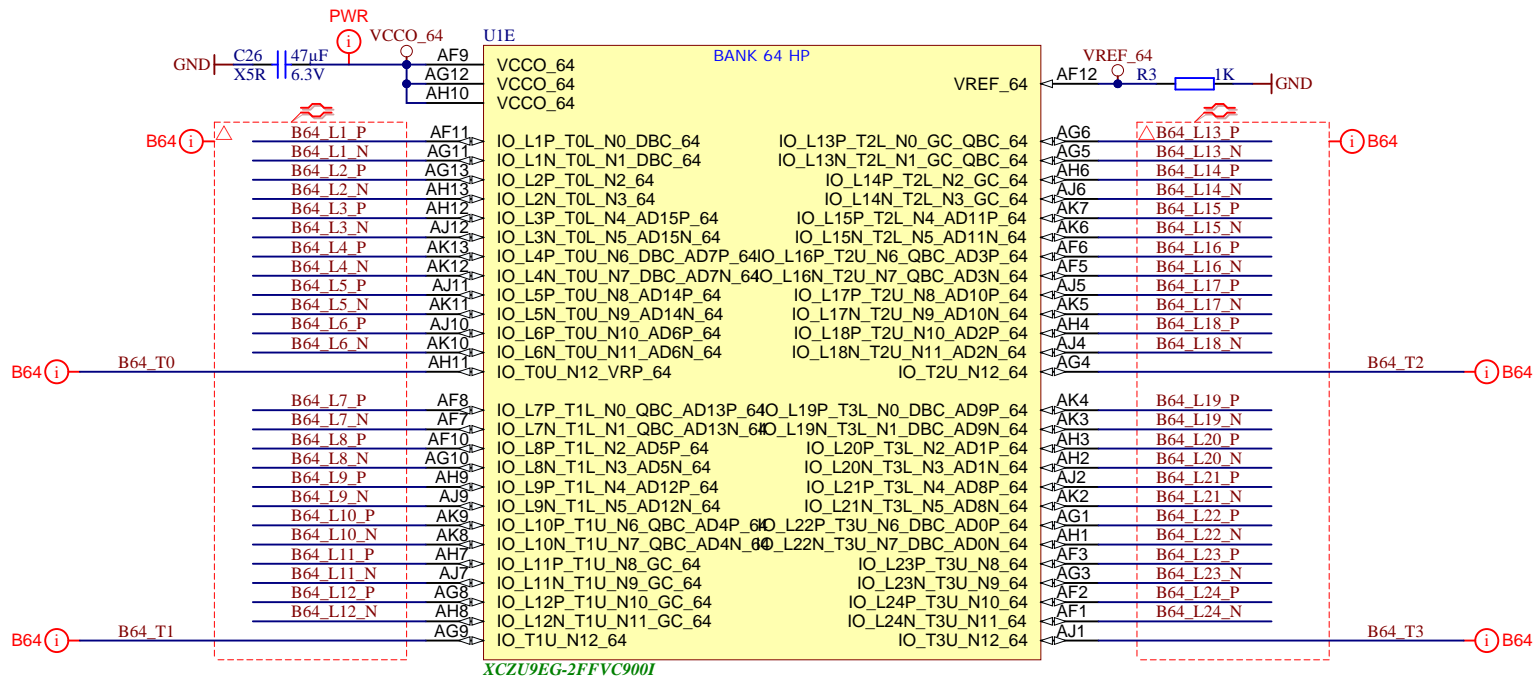 PWR
VCCO_64
U1E
BANK 64 HP
GND C26 47µF
X5R 6.3V
AF9 VCCO_64
AG12 VCCO_64
AH10 VCCO_64
VREF_64
VREF_64 AF12 R3 1K GND
B64 i
i B64
B64_L1_P AF11 IO_L1P_T0L_N0_DBC_64 IO_L13P_T2L_N0_GC_QBC_64 AG6 B64_L13_P
B64_L1_N AG11 IO_L1N_T0L_N1_DBC_64 IO_L13N_T2L_N1_GC_QBC_64 AG5 B64_L13_N
B64_L2_P AG13 IO_L2P_T0L_N2_64 IO_L14P_T2L_N2_GC_64 AH6 B64_L14_P
B64_L2_N AH13 IO_L2N_T0L_N3_64 IO_L14N_T2L_N3_GC_64 AJ6 B64_L14_N
B64_L3_P AH12 IO_L3P_T0L_N4_AD15P_64 IO_L15P_T2L_N4_AD11P_64 AK7 B64_L15_P
B64_L3_N AJ12 IO_L3N_T0L_N5_AD15N_64 IO_L15N_T2L_N5_AD11N_64 AK6 B64_L15_N
B64_L4_P AK13 IO_L4P_T0U_N6_DBC_AD7P_64 IO_L16P_T2U_N6_QBC_AD3P_64 AF6 B64_L16_P
B64_L4_N AK12 IO_L4N_T0U_N7_DBC_AD7N_64 IO_L16N_T2U_N7_QBC_AD3N_64 AF5 B64_L16_N
B64_L5_P AJ11 IO_L5P_T0U_N8_AD14P_64 IO_L17P_T2U_N8_AD10P_64 AJ5 B64_L17_P
B64_L5_N AK11 IO_L5N_T0U_N9_AD14N_64 IO_L17N_T2U_N9_AD10N_64 AK5 B64_L17_N
B64_L6_P AJ10 IO_L6P_T0U_N10_AD6P_64 IO_L18P_T2U_N10_AD2P_64 AH4 B64_L18_P
B64_L6_N AK10 IO_L6N_T0U_N11_AD6N_64 IO_L18N_T2U_N11_AD2N_64 AJ4 B64_L18_N
B64 i B64_T0 AH11 IO_T0U_N12_VRP_64 IO_T2U_N12_64 AG4 B64_T2 i B64
B64_L7_P AF8 IO_L7P_T1L_N0_QBC_AD13P_64 IO_L19P_T3L_N0_DBC_AD9P_64 AK4 B64_L19_P
B64_L7_N AF7 IO_L7N_T1L_N1_QBC_AD13N_64 IO_L19N_T3L_N1_DBC_AD9N_64 AK3 B64_L19_N
B64_L8_P AF10 IO_L8P_T1L_N2_AD5P_64 IO_L20P_T3L_N2_AD1P_64 AH3 B64_L20_P
B64_L8_N AG10 IO_L8N_T1L_N3_AD5N_64 IO_L20N_T3L_N3_AD1N_64 AH2 B64_L20_N
B64_L9_P AH9 IO_L9P_T1L_N4_AD12P_64 IO_L21P_T3L_N4_AD8P_64 AJ2 B64_L21_P
B64_L9_N AJ9 IO_L9N_T1L_N5_AD12N_64 IO_L21N_T3L_N5_AD8N_64 AK2 B64_L21_N
B64_L10_P AK9 IO_L10P_T1U_N6_QBC_AD4P_64 IO_L22P_T3U_N6_DBC_AD0P_64 AG1 B64_L22_P
B64_L10_N AK8 IO_L10N_T1U_N7_QBC_AD4N_64 IO_L22N_T3U_N7_DBC_AD0N_64 AH1 B64_L22_N
B64_L11_P AH7 IO_L11P_T1U_N8_GC_64 IO_L23P_T3U_N8_64 AF3 B64_L23_P
B64_L11_N AJ7 IO_L11N_T1U_N9_GC_64 IO_L23N_T3U_N9_64 AG3 B64_L23_N
B64_L12_P AG8 IO_L12P_T1U_N10_GC_64 IO_L24P_T3U_N10_64 AF2 B64_L24_P
B64_L12_N AH8 IO_L12N_T1U_N11_GC_64 IO_L24N_T3U_N11_64 AF1 B64_L24_N
B64 i B64_T1 AG9 IO_T1U_N12_64 IO_T3U_N12_64 AJ1 B64_T3 i B64
XCZU9EG-2FFVC900I